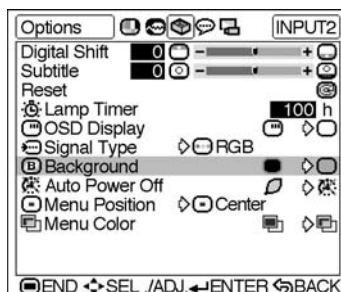 Options INPUT2
Digital Shift 0 - +
Subtitle 0 - +
Reset
Lamp Timer 100 h
OSD Display
Signal Type RGB
B Background
Auto Power Off
Menu Position Center
Menu Color
END SEL./ADJ. ENTER BACK